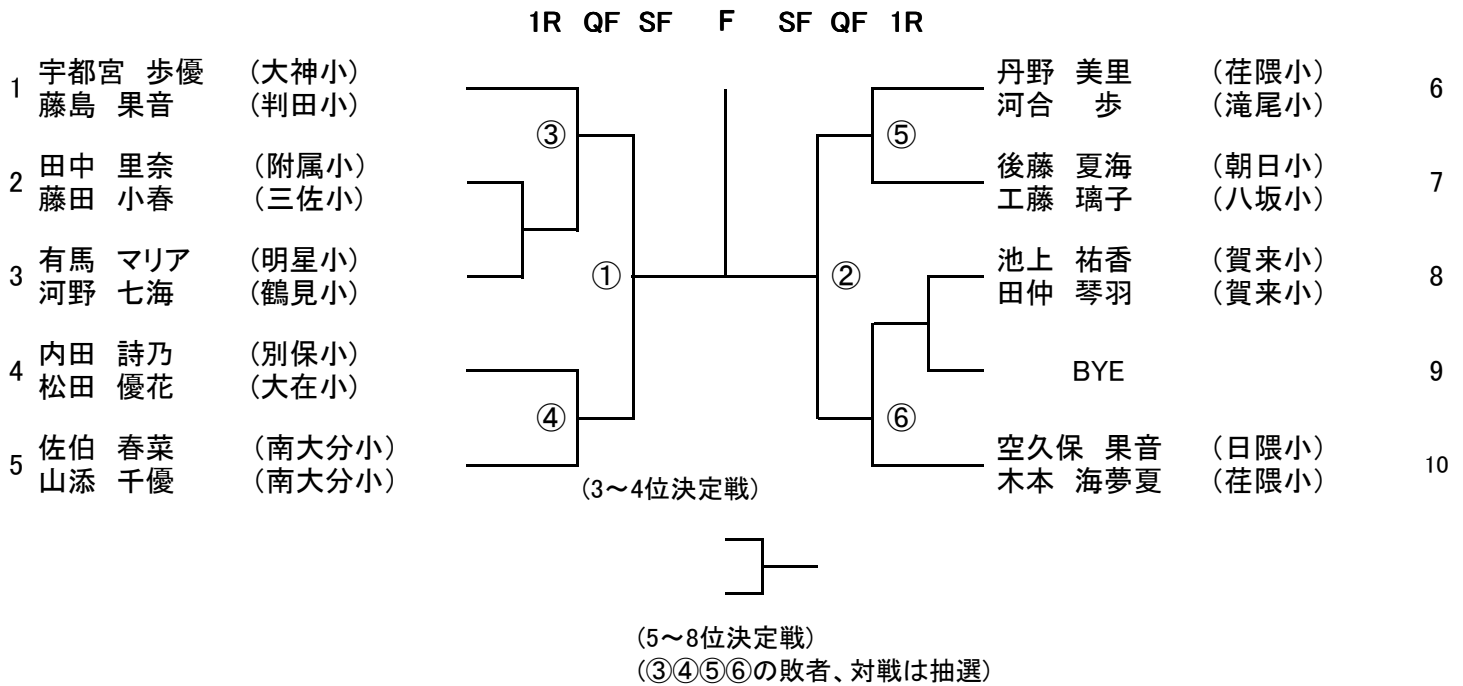 1R QF SF F SF QF 1R
1 宇都宮 歩優 （大神小）
藤島 果音 （判田小）
2 田中 里奈 （附属小）
藤田 小春 （三佐小）
3 有馬 マリア （明星小）
河野 七海 （鶴見小）
4 内田 詩乃 （別保小）
松田 優花 （大在小）
5 佐伯 春菜 （南大分小）
山添 千優 （南大分小）
③
①
④
丹野 美里 （荏隈小） 6
河合 歩 （滝尾小）
後藤 夏海 （朝日小） 7
工藤 璃子 （八坂小）
池上 祐香 （賀来小） 8
田仲 琴羽 （賀来小）
BYE 9
空久保 果音 （日隈小） 10
木本 海夢夏 （荏隈小）
⑤
②
⑥
(3～4位決定戦)
(5～8位決定戦)
(③④⑤⑥の敗者、対戦は抽選)